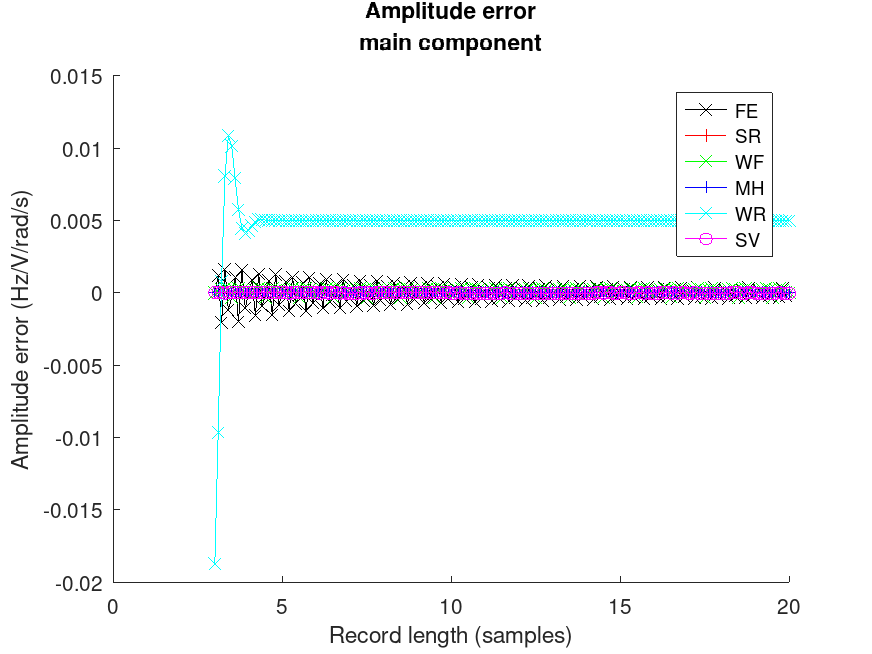 Amplitude error
main component
0.015
0.01
0.005
0
-0.005
-0.01
-0.015
-0.02
Amplitude error (Hz/V/rad/s)
0
5
10
15
20
Record length (samples)
FE
SR
WF
MH
WR
SV